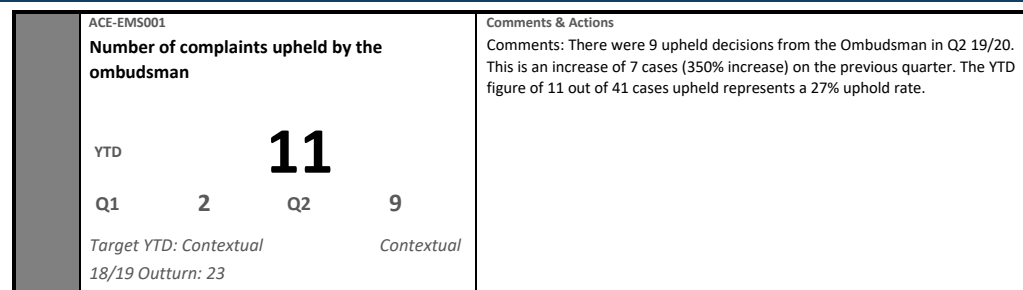 ACE-EMS001
Number of complaints upheld by the
ombudsman
YTD 11
Q1 2 Q2 9
Target YTD: Contextual Contextual
18/19 Outturn: 23
Comments & Actions
Comments: There were 9 upheld decisions from the Ombudsman in Q2 19/20.
This is an increase of 7 cases (350% increase) on the previous quarter. The YTD
figure of 11 out of 41 cases upheld represents a 27% uphold rate.